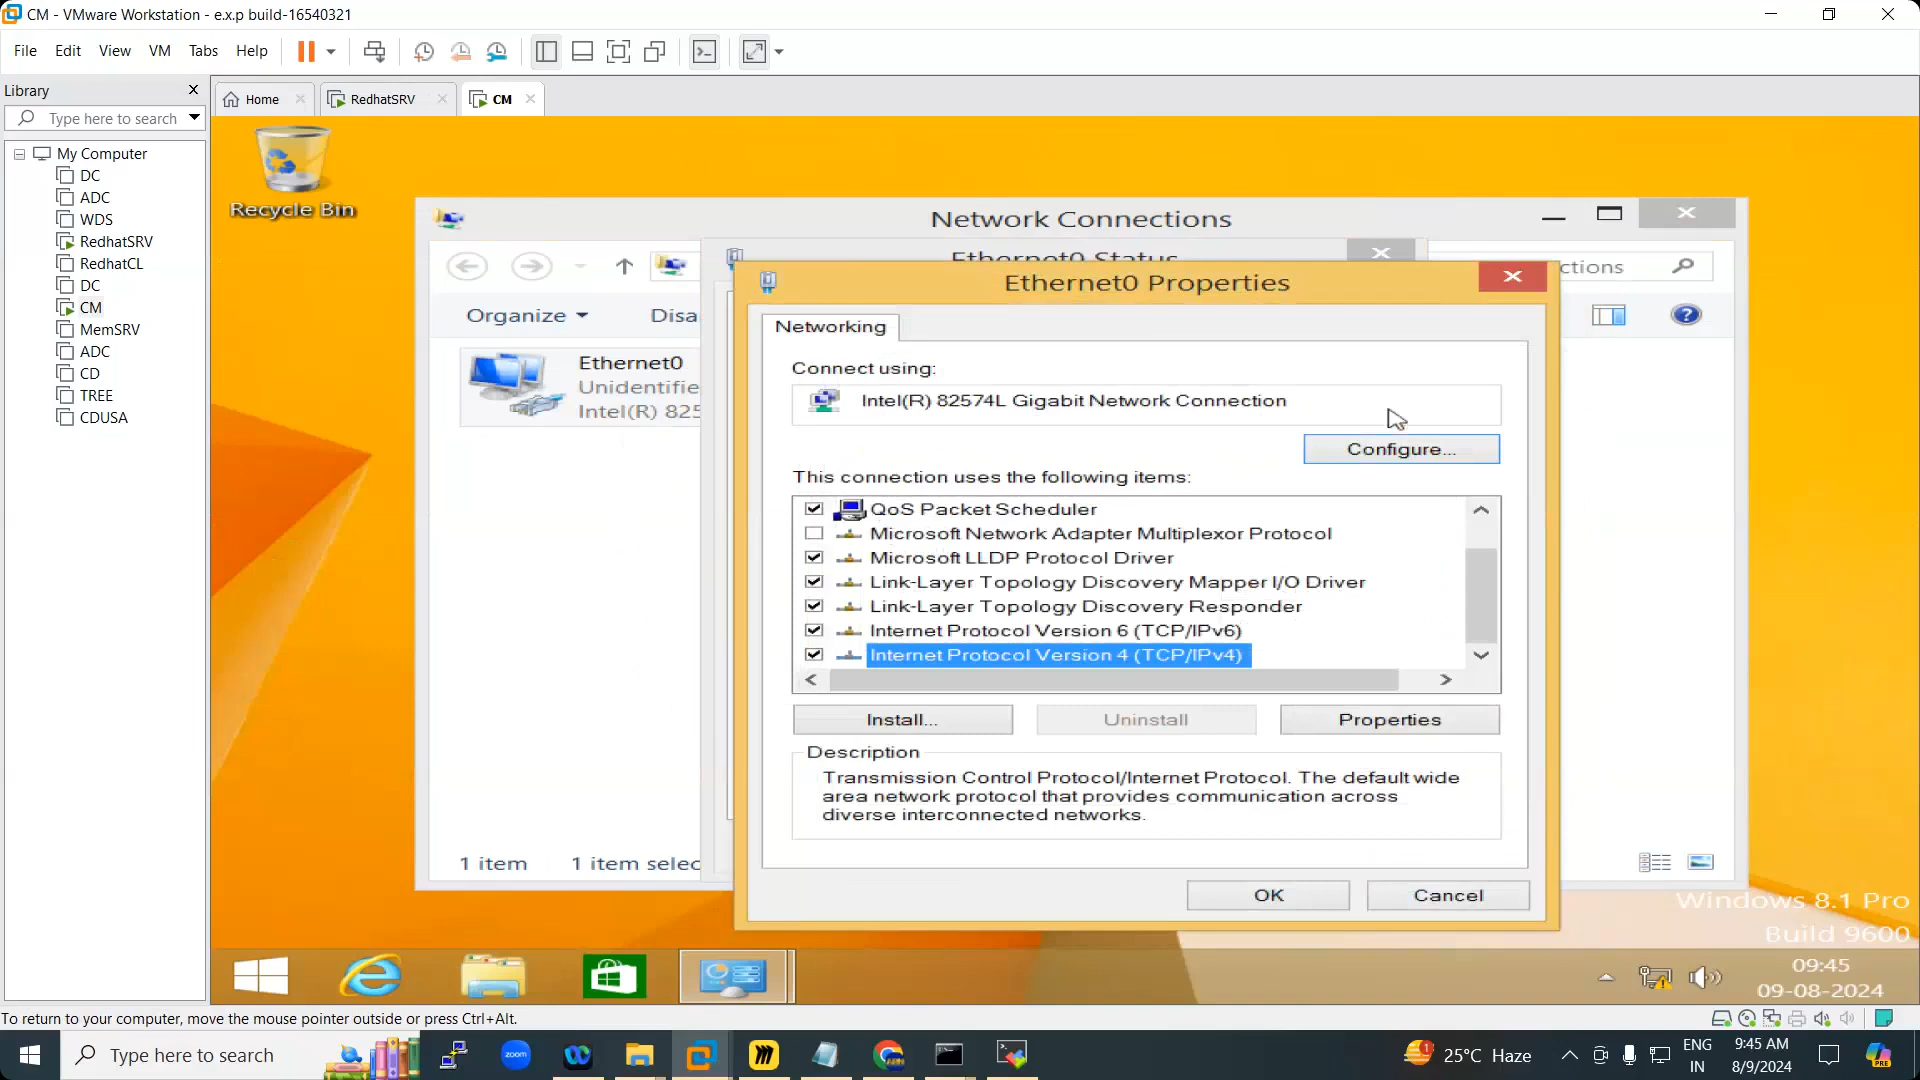 CM - VMware Workstation - e.x.p build-16540321
File Edit View VM Tabs Help
Library
Type here to search
My Computer
DC
ADC
WDS
RedhatSRV
RedhatCL
DC
CM
MemSRV
ADC
CD
TREE
CDUSA
Home
RedhatSRV
CM
Recycle Bin
Network Connections
Ethernet0 Status
ctions
Organize
Disa
Ethernet0
Unidentifie
Intel(R) 825
1 item 1 item selec
Ethernet0 Properties
Networking
Connect using:
Intel(R) 82574L Gigabit Network Connection
Configure...
This connection uses the following items:
QoS Packet Scheduler
Microsoft Network Adapter Multiplexor Protocol
Microsoft LLDP Protocol Driver
Link-Layer Topology Discovery Mapper I/O Driver
Link-Layer Topology Discovery Responder
Internet Protocol Version 6 (TCP/IPv6)
Internet Protocol Version 4 (TCP/IPv4)
Install... Uninstall Properties
Description
Transmission Control Protocol/Internet Protocol. The default wide
area network protocol that provides communication across
diverse interconnected networks.
OK Cancel
Windows 8.1 Pro
Build 9600
09:45
09-08-2024
To return to your computer, move the mouse pointer outside or press Ctrl+Alt.
Type here to search
zoom
1
25°C Haze
ENG
IN
9:45 AM
8/9/2024
PRE